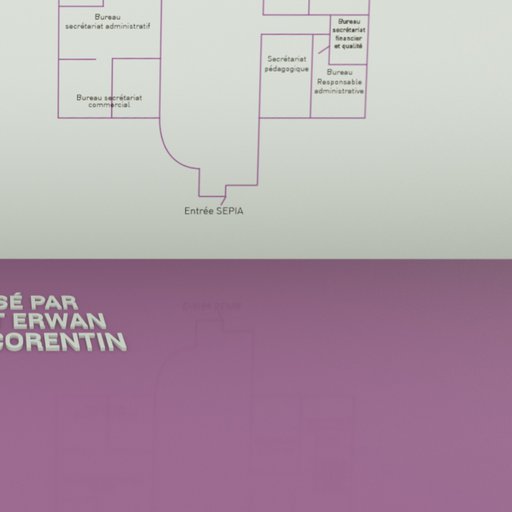 Bureau
secrétariat administratif
Bureau
secrétariat
financier
et qualité
Secrétariat
pédagogique
Bureau
Responsable
administrative
Bureau secrétariat
commercial
Entrée SEPIA
SÉ PAR
T ERWAN
CORENTIN